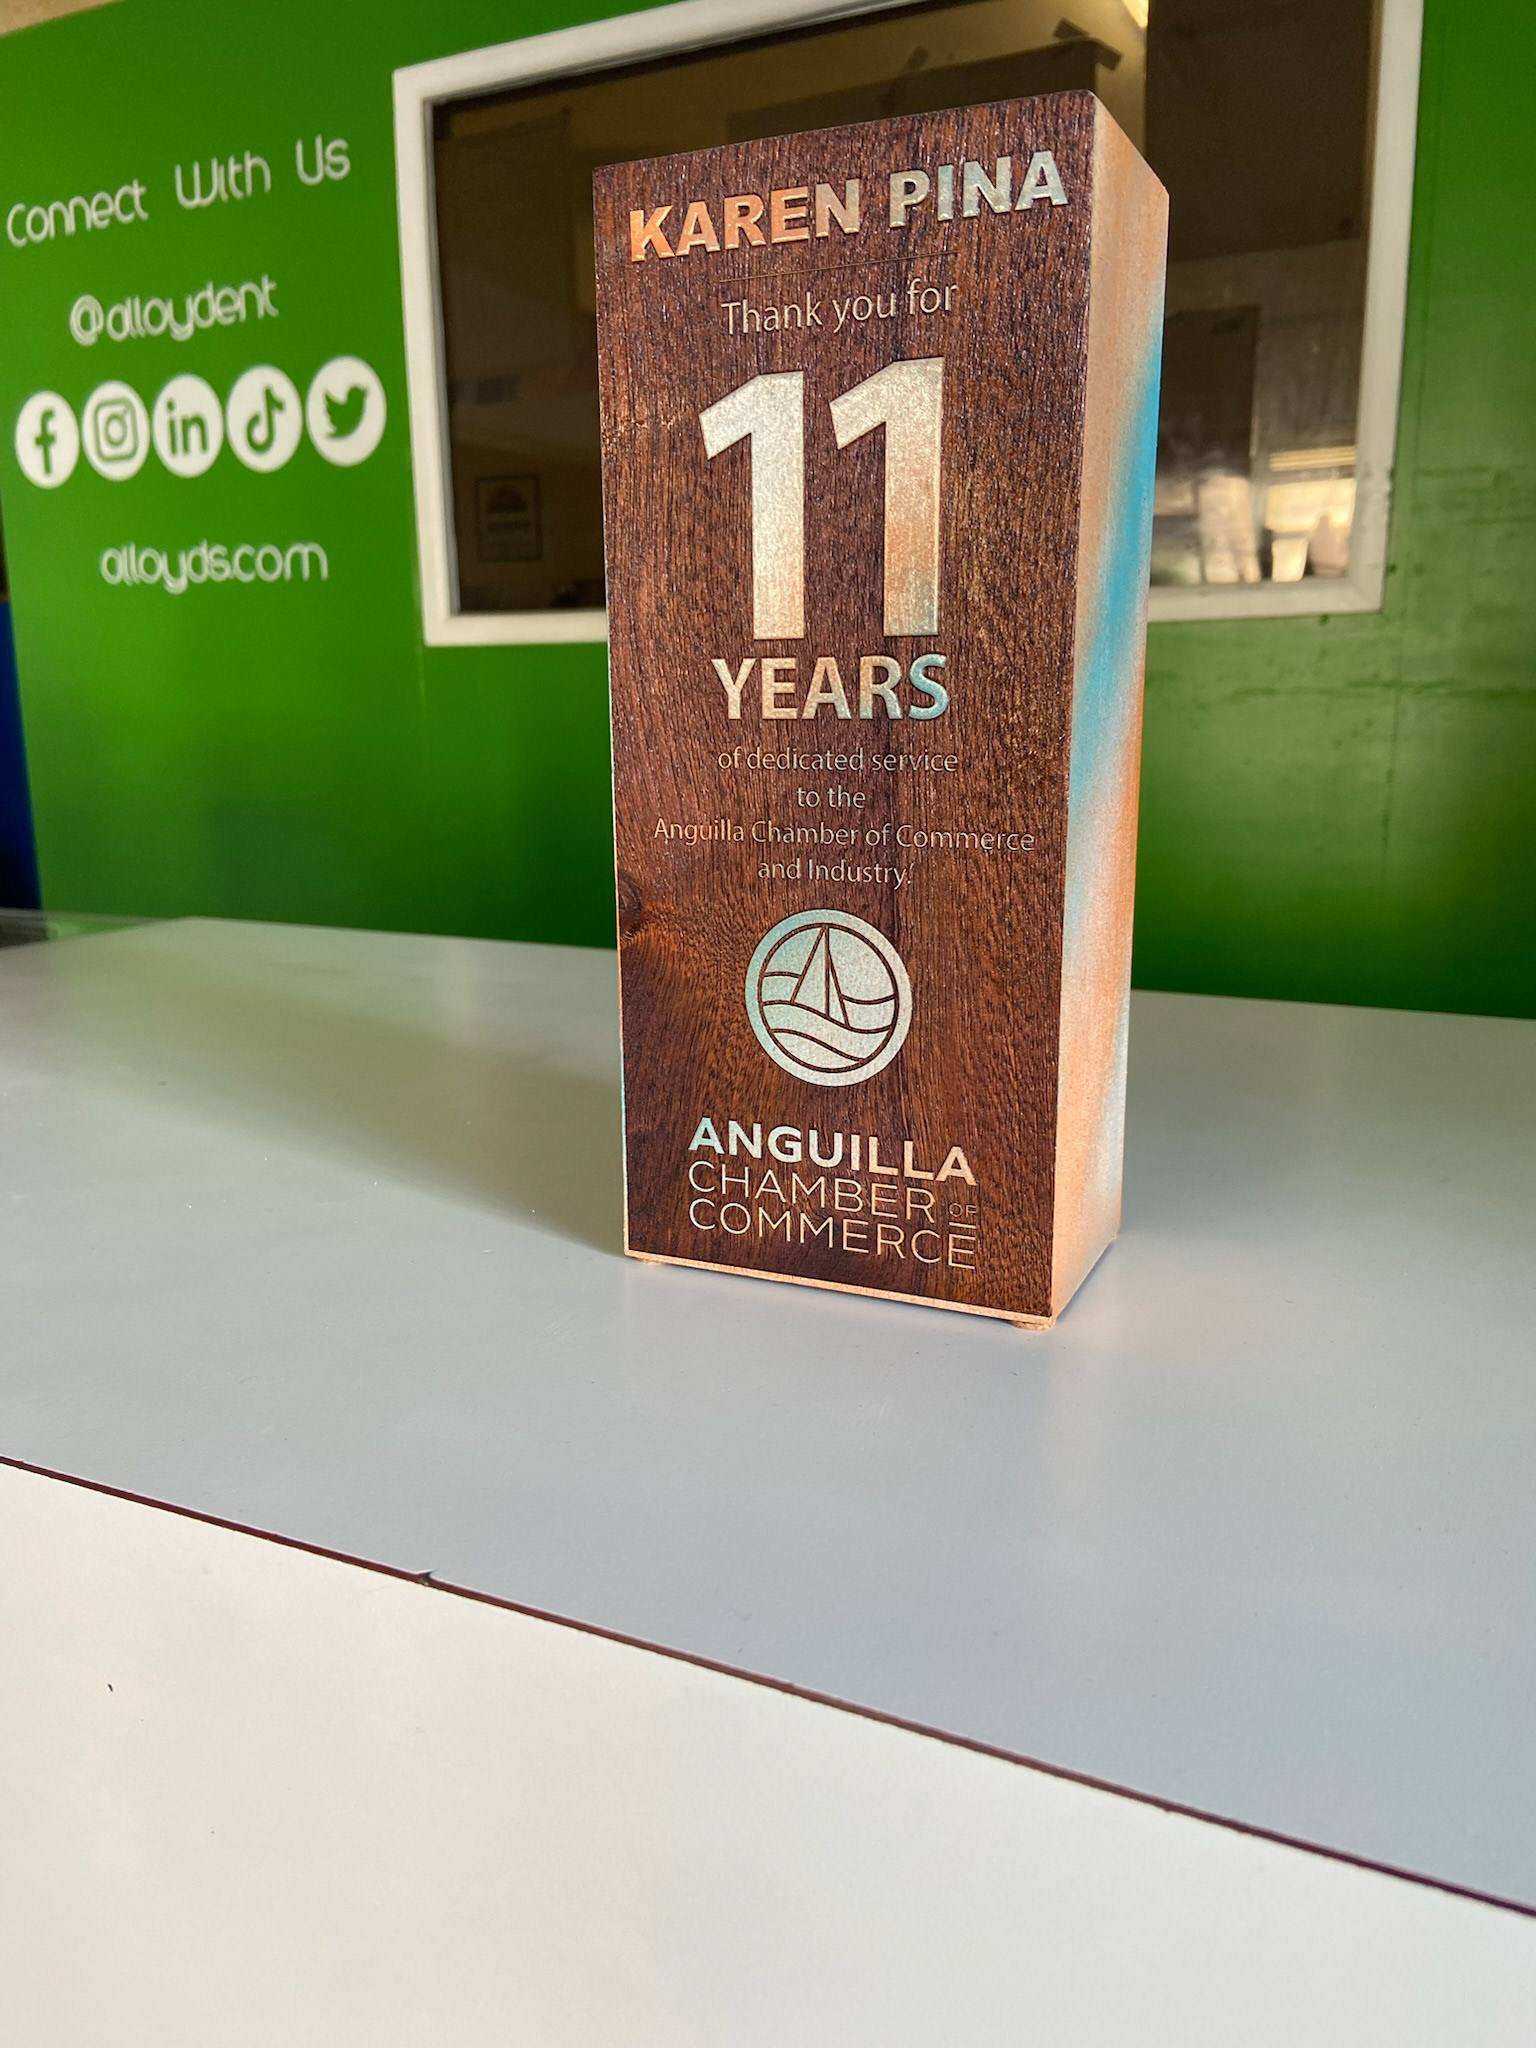 Connect With Us
@alloydent
alloyds.com
KAREN PINA
Thank you for
11
YEARS
of dedicated service
to the
Anguilla Chamber of Commerce
and Industry.
ANGUILLA
CHAMBER OF
COMMERCE